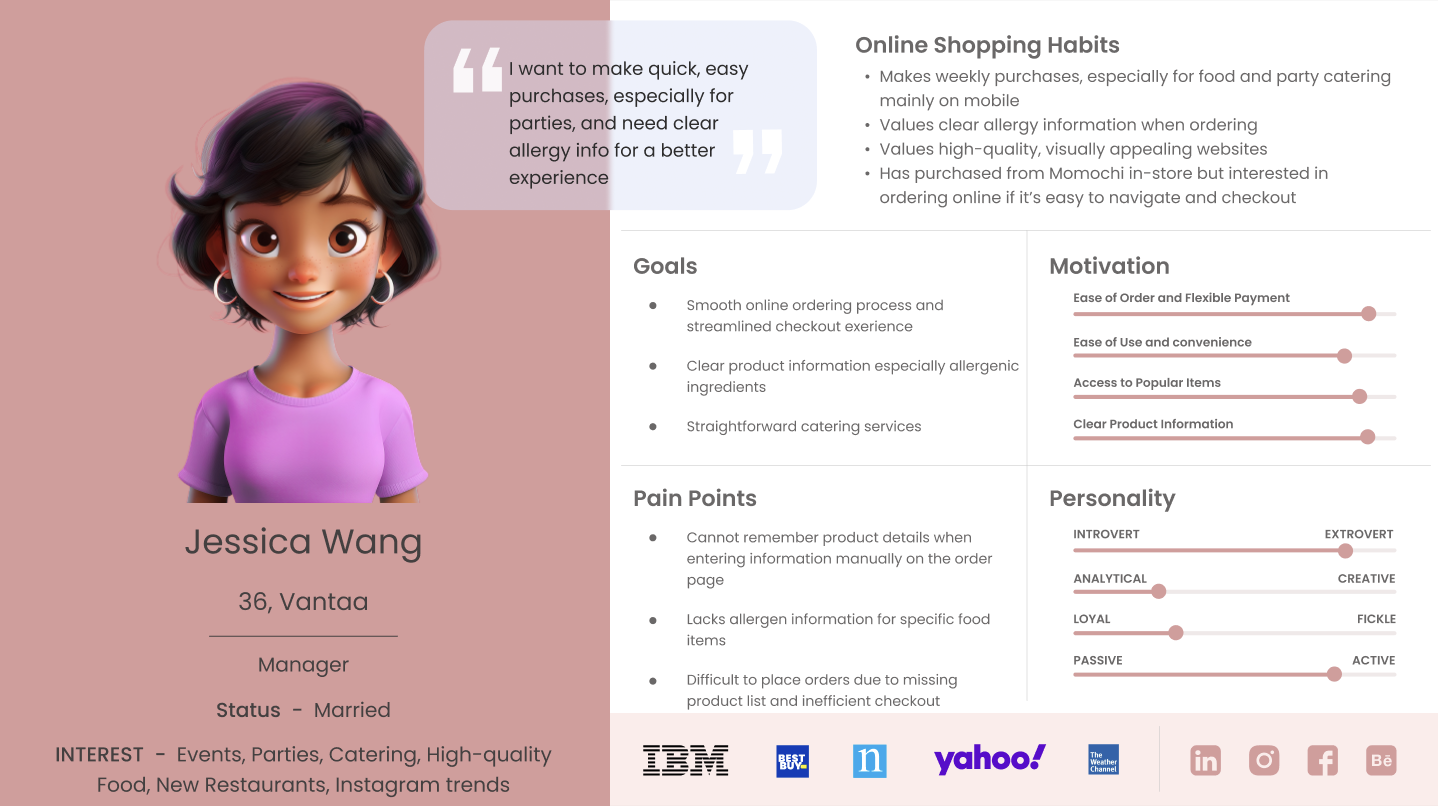 “
I want to make quick, easy
purchases, especially for
parties, and need clear
allergy info for a better
experience
”
Jessica Wang
36, Vantaa
Manager
Status - Married
INTEREST - Events, Parties, Catering, High-quality
Food, New Restaurants, Instagram trends
Online Shopping Habits
• Makes weekly purchases, especially for food and party catering
mainly on mobile
• Values clear allergy information when ordering
• Values high-quality, visually appealing websites
• Has purchased from Momochi in-store but interested in
ordering online if it’s easy to navigate and checkout
Goals
● Smooth online ordering process and
streamlined checkout exerience
● Clear product information especially allergenic
ingredients
● Straightforward catering services
Motivation
Ease of Order and Flexible Payment
Ease of Use and convenience
Access to Popular Items
Clear Product Information
Pain Points
● Cannot remember product details when
entering information manually on the order
page
● Lacks allergen information for specific food
items
● Difficult to place orders due to missing
product list and inefficient checkout
Personality
INTROVERT EXTROVERT
ANALYTICAL CREATIVE
LOYAL FICKLE
PASSIVE ACTIVE
IBM
BEST
BUY
n
yahoo!
The
Weather
Channel
in
f
Bē